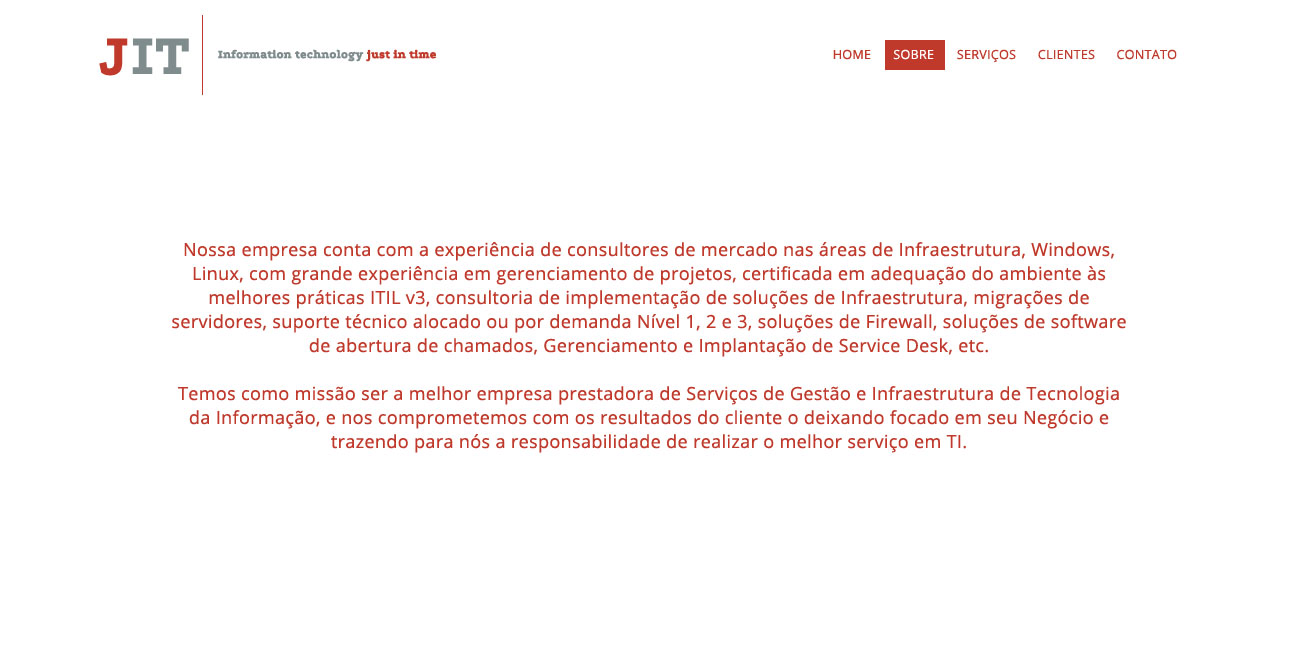 JIT
Information technology just in time
HOME SOBRE SERVIÇOS CLIENTES CONTATO
Nossa empresa conta com a experiência de consultores de mercado nas áreas de Infraestrutura, Windows,
Linux, com grande experiência em gerenciamento de projetos, certificada em adequação do ambiente às
melhores práticas ITIL v3, consultoria de implementação de soluções de Infraestrutura, migrações de
servidores, suporte técnico alocado ou por demanda Nível 1, 2 e 3, soluções de Firewall, soluções de software
de abertura de chamados, Gerenciamento e Implantação de Service Desk, etc.
Temos como missão ser a melhor empresa prestadora de Serviços de Gestão e Infraestrutura de Tecnologia
da Informação, e nos comprometemos com os resultados do cliente o deixando focado em seu Negócio e
trazendo para nós a responsabilidade de realizar o melhor serviço em TI.